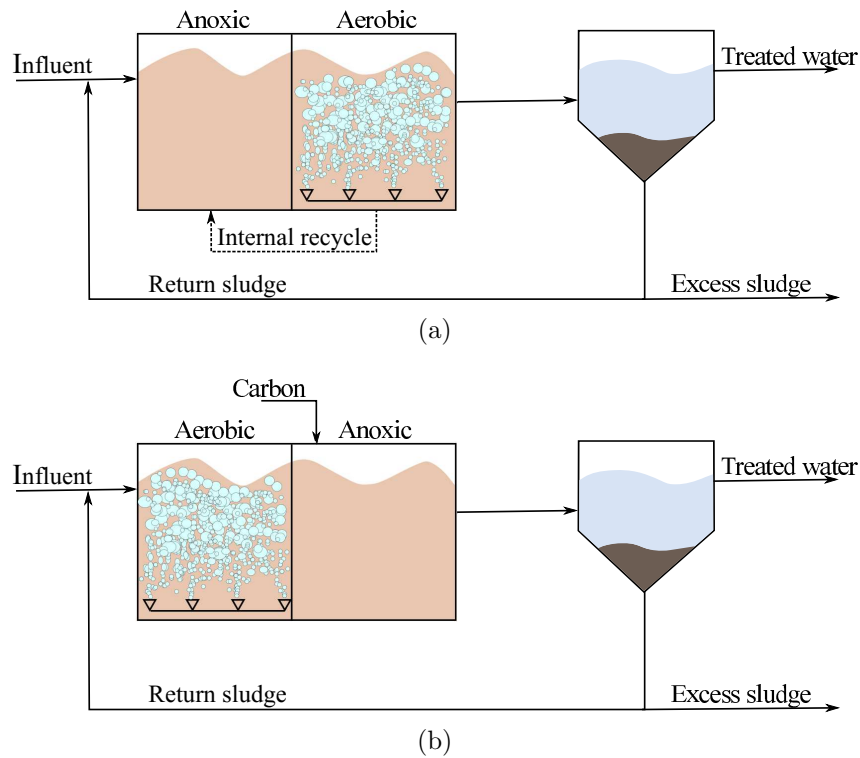 Anoxic
Aerobic
Influent
Treated water
Internal recycle
Return sludge
Excess sludge
(a)
Carbon
Aerobic
Anoxic
Influent
Treated water
Return sludge
Excess sludge
(b)